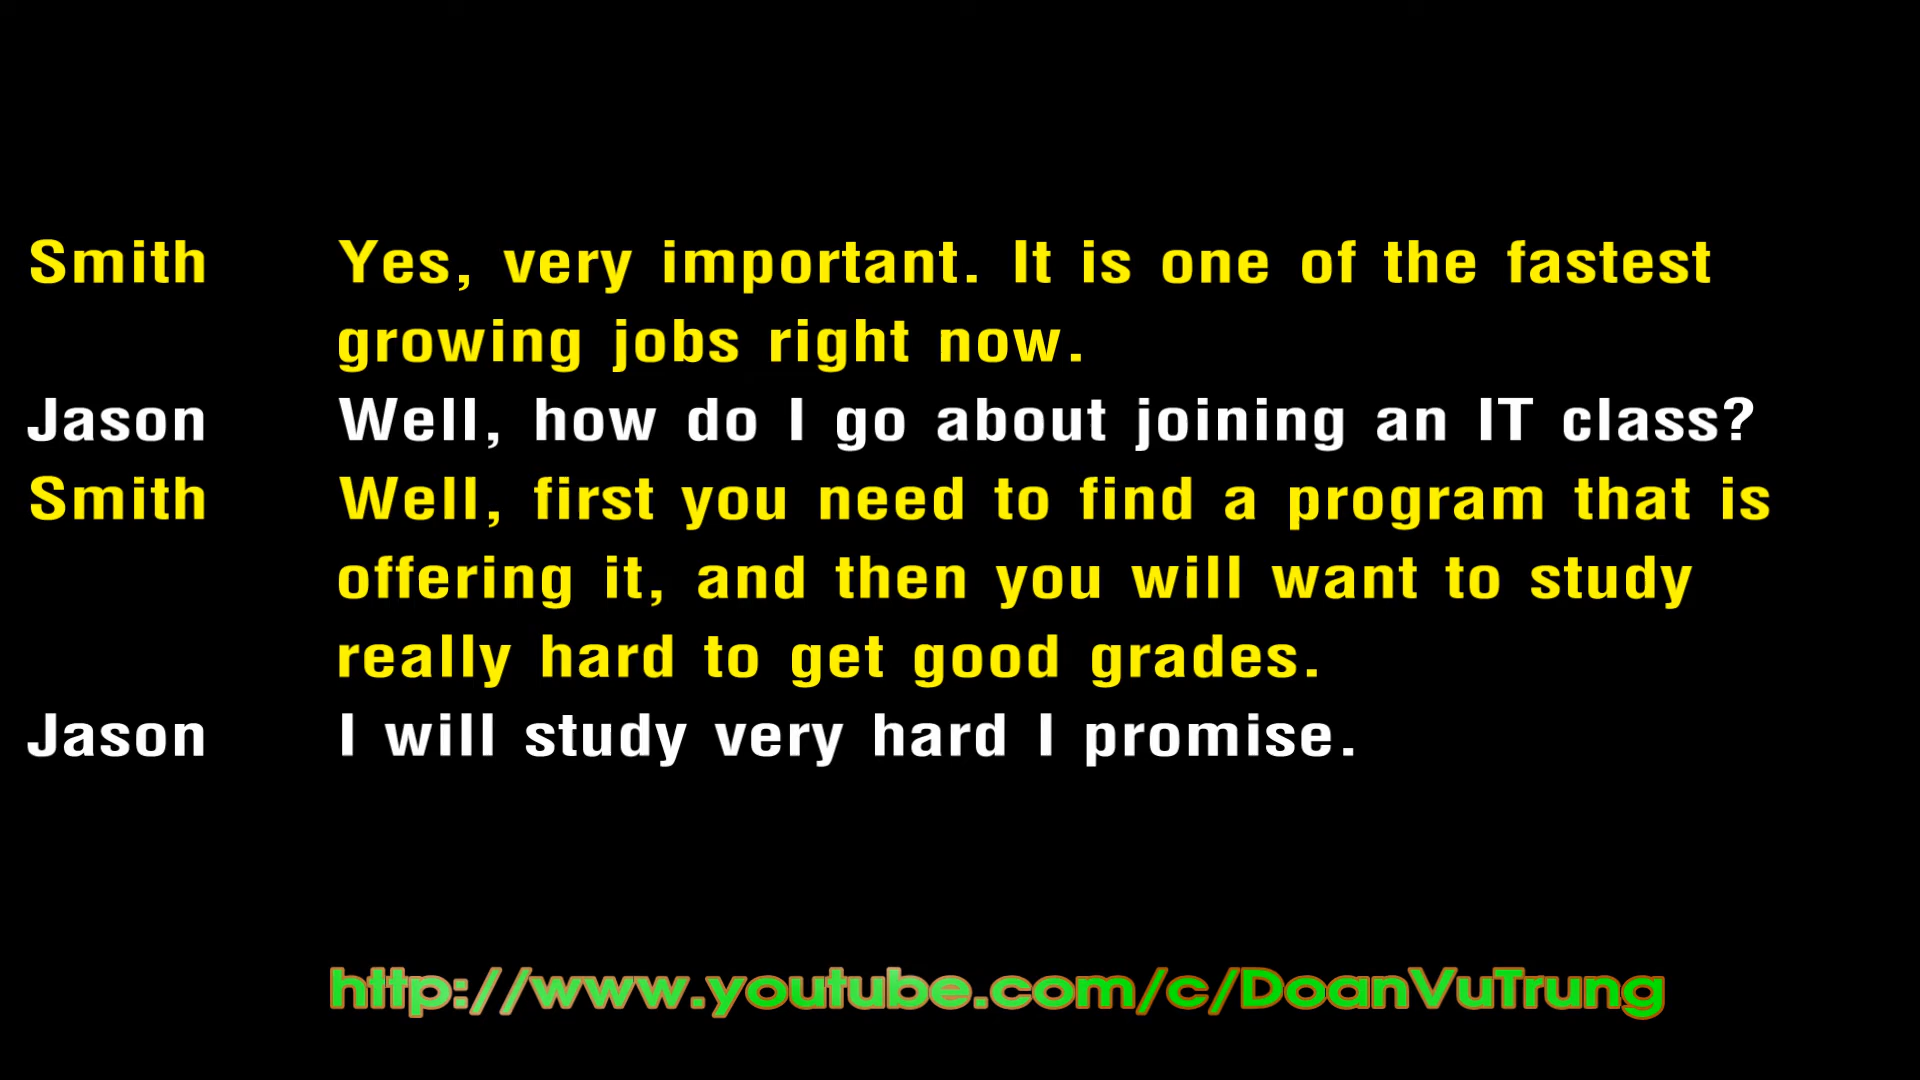 Smith Yes, very important. It is one of the fastest
growing jobs right now.
Jason Well, how do I go about joining an IT class?
Smith Well, first you need to find a program that is
offering it, and then you will want to study
really hard to get good grades.
Jason I will study very hard I promise.
http://www.youtube.com/c/DoanVuTrung